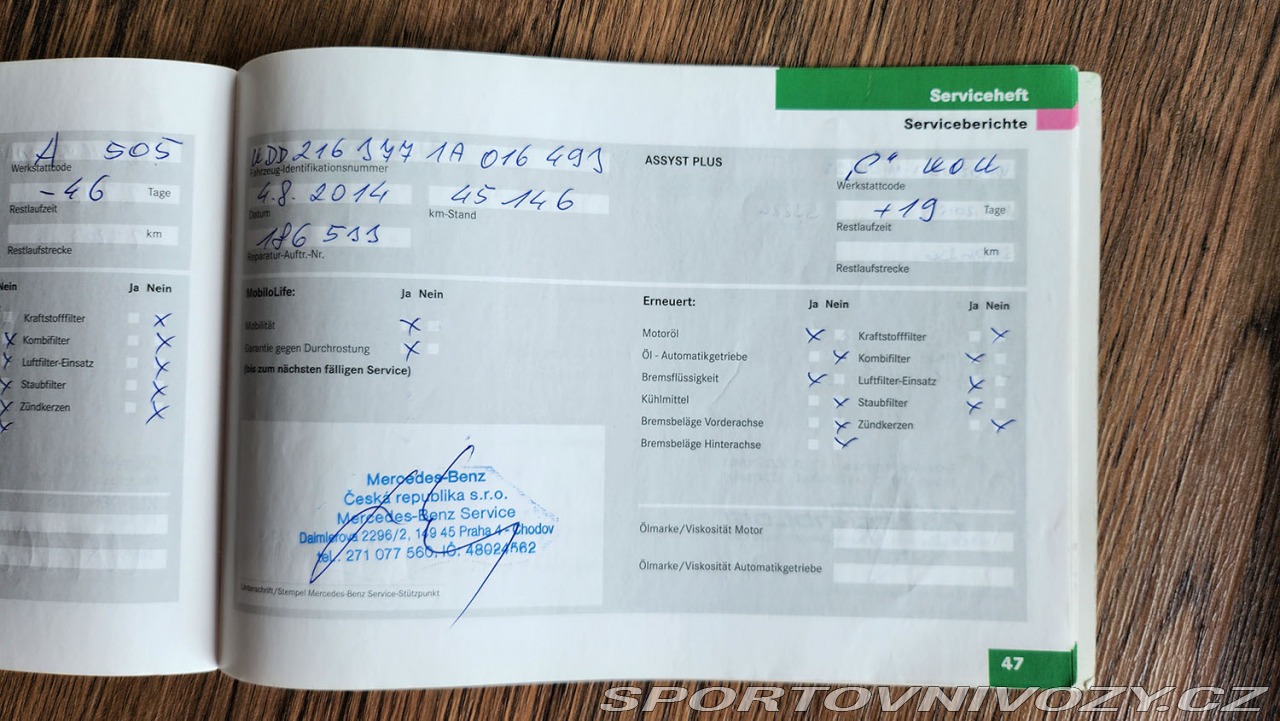 Serviceheft
Serviceberichte
A 505
Werkstattcode
-46 Tage
Restlaufzeit
km
Restlaufstrecke
Nein Ja Nein
Kraftstofffilter
Kombifilter
Luftfilter-Einsatz
Staubfilter
Zündkerzen
WDD 216 377 1A 016 493
Fahrzeug-Identifikationsnummer
4.8. 2014 45 146
Datum km-Stand
186 533
Reparatur-Auftr.-Nr.
MobiloLife: Ja Nein
Mobilität X
Garantie gegen Durchrostung X
(bis zum nächsten fälligen Service)
Mercedes-Benz
Česká republika s.r.o.
Mercedes-Benz Service
Daimlerova 2296/2, 149 45 Praha 4 - Chodov
tel.: 271 077 560, IČ: 48024562
Unterschrift/Stempel Mercedes-Benz Service-Stützpunkt
ASSYST PLUS
"C"
Werkstattcode
+19 Tage
Restlaufzeit
km
Restlaufstrecke
Erneuert: Ja Nein Ja Nein
Motoröl X Kraftstofffilter X
Öl - Automatikgetriebe X Kombifilter X
Bremsflüssigkeit X Luftfilter-Einsatz X
Kühlmittel X Staubfilter X
Bremsbeläge Vorderachse X Zündkerzen X
Bremsbeläge Hinterachse X
Ölmarke/Viskosität Motor
Ölmarke/Viskosität Automatikgetriebe
47
SPORTOVNIVOZY.CZ